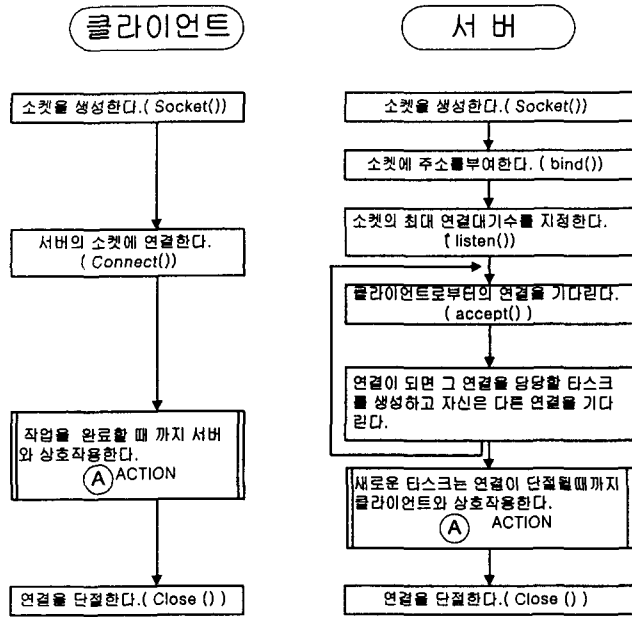 클라이언트
소켓을 생성한다.( Socket())
서버의 소켓에 연결한다.
( Connect())
작업을 완료할 때 까지 서버
와 상호작용한다.
A ACTION
연결을 단절한다.( Close () )
서 버
소켓을 생성한다.( Socket())
소켓에 주소를부여한다. ( bind())
소켓의 최대 연결대기수를 지정한다.
( listen())
클라이언트로부터의 연결을 기다린다.
( accept() )
연결이 되면 그 연결을 담당할 타스크
를 생성하고 자신은 다른 연결을 기다
린다.
새로운 타스크는 연결이 단절될때까지
클라이언트와 상호작용한다.
A ACTION
연결을 단절한다.( Close () )